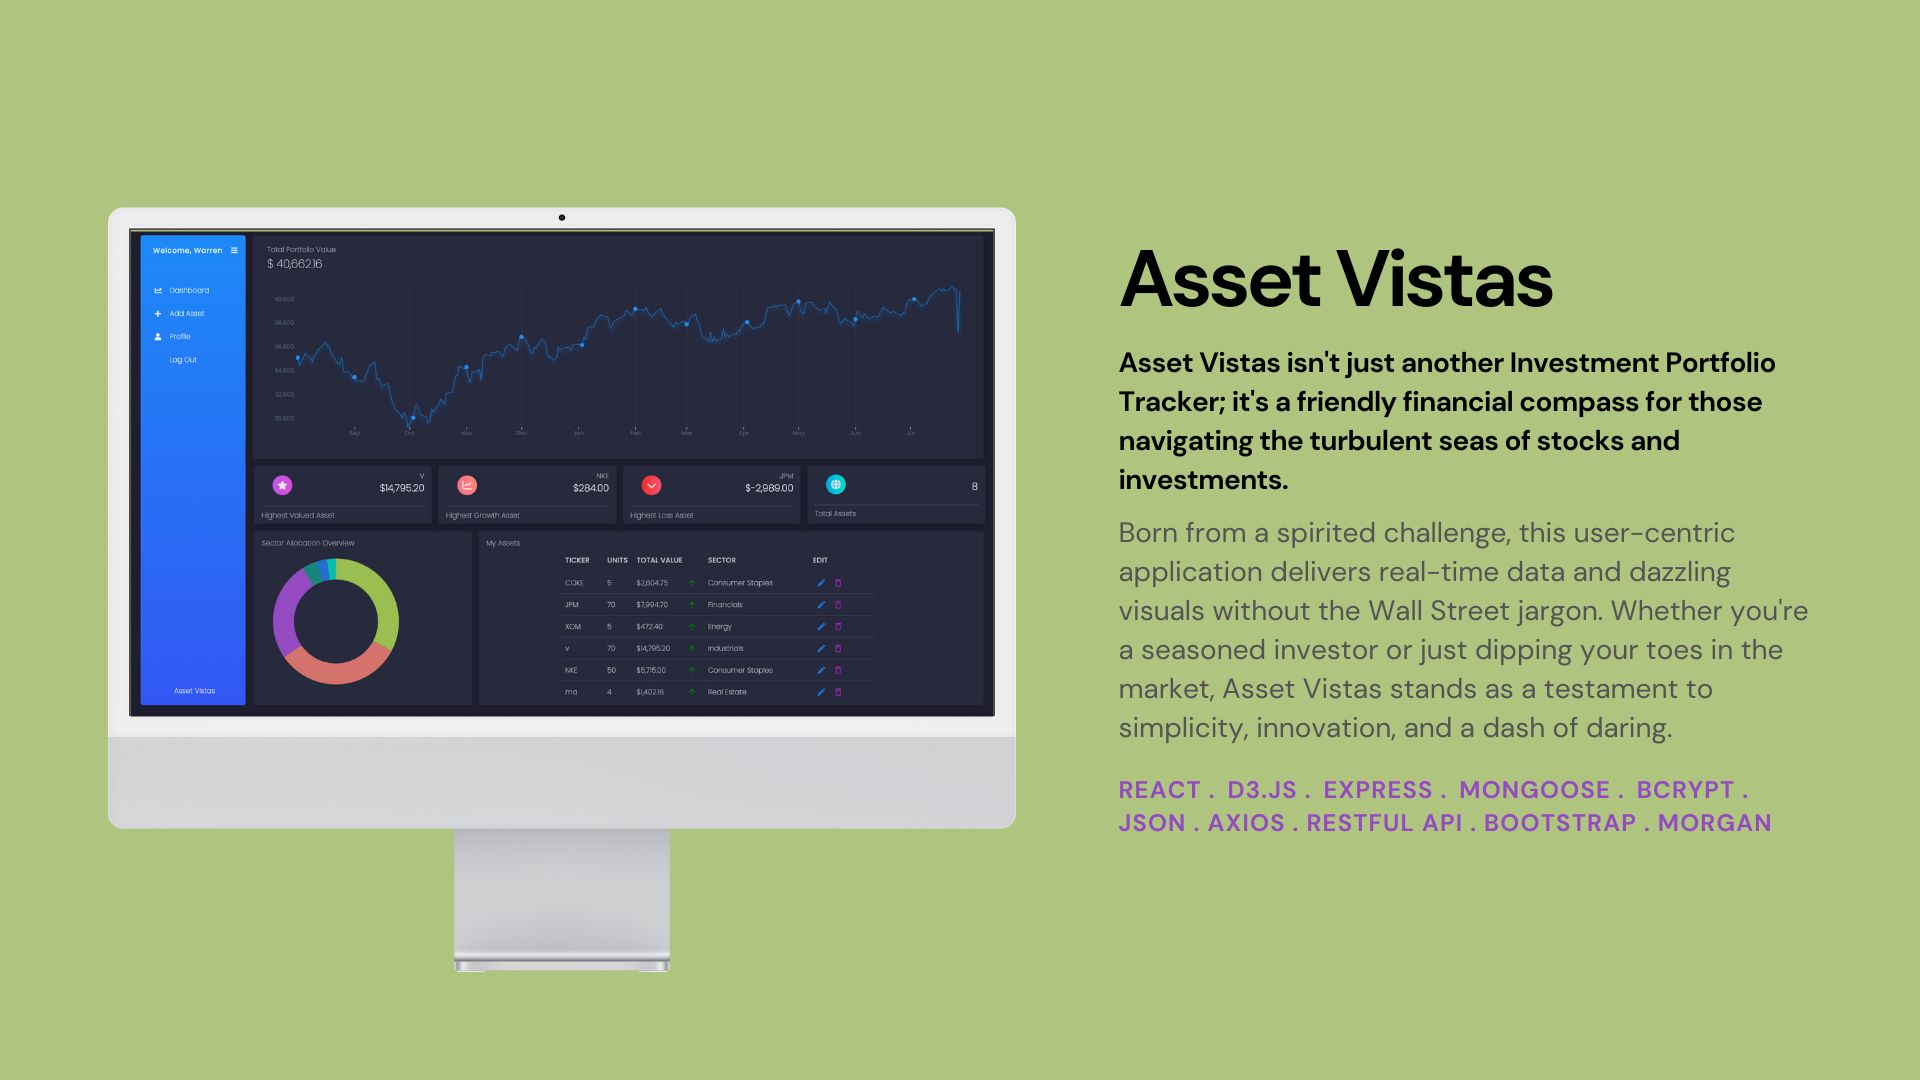 Welcome, Warren
Dashboard
Add Asset
Profile
Log Out
Asset Vistas
Total Portfolio Value
$ 40,662.16
40,000
38,000
36,000
34,000
32,000
30,000
Sep Oct Nov Dec Jan Feb Mar Apr May Jun Jul
V
$14,795.20
Highest Valued Asset
NKE
$284.00
Highest Growth Asset
JPM
$-2,989.00
Highest Loss Asset
8
Total Assets
Sector Allocation Overview
My Assets
TICKER UNITS TOTAL VALUE SECTOR EDIT
COKE 5 $2,604.75 Consumer Staples
JPM 70 $7,994.70 Financials
XOM 5 $472.40 Energy
v 70 $14,795.20 Industrials
NKE 50 $5,715.00 Consumer Staples
ma 4 $1,402.16 Real Estate
Asset Vistas
Asset Vistas isn't just another Investment Portfolio
Tracker; it's a friendly financial compass for those
navigating the turbulent seas of stocks and
investments.
Born from a spirited challenge, this user-centric
application delivers real-time data and dazzling
visuals without the Wall Street jargon. Whether you're
a seasoned investor or just dipping your toes in the
market, Asset Vistas stands as a testament to
simplicity, innovation, and a dash of daring.
REACT . D3.JS . EXPRESS . MONGOOSE . BCRYPT .
JSON . AXIOS . RESTFUL API . BOOTSTRAP . MORGAN